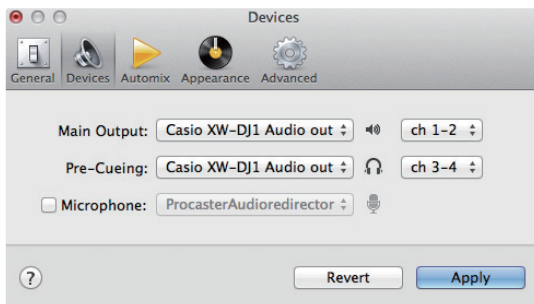 Devices
General Devices Automix Appearance Advanced
Main Output: Casio XW-DJ1 Audio out ch 1-2
Pre-Cueing: Casio XW-DJ1 Audio out ch 3-4
Microphone: ProcasterAudioredirector
? Revert Apply